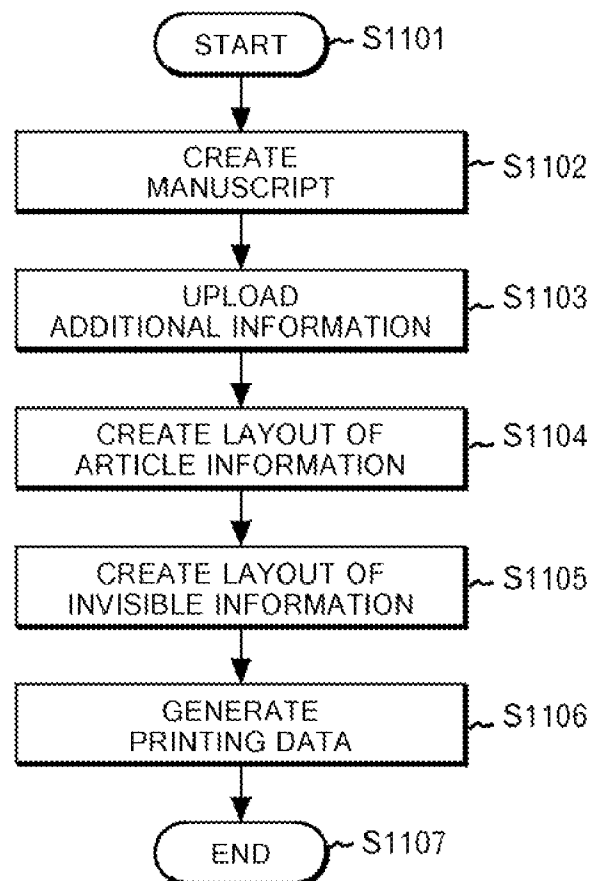 START
S1101
CREATE
MANUSCRIPT
S1102
UPLOAD
ADDITIONAL INFORMATION
S1103
CREATE LAYOUT OF
ARTICLE INFORMATION
S1104
CREATE LAYOUT OF
INVISIBLE INFORMATION
S1105
GENERATE
PRINTING DATA
S1106
END
S1107